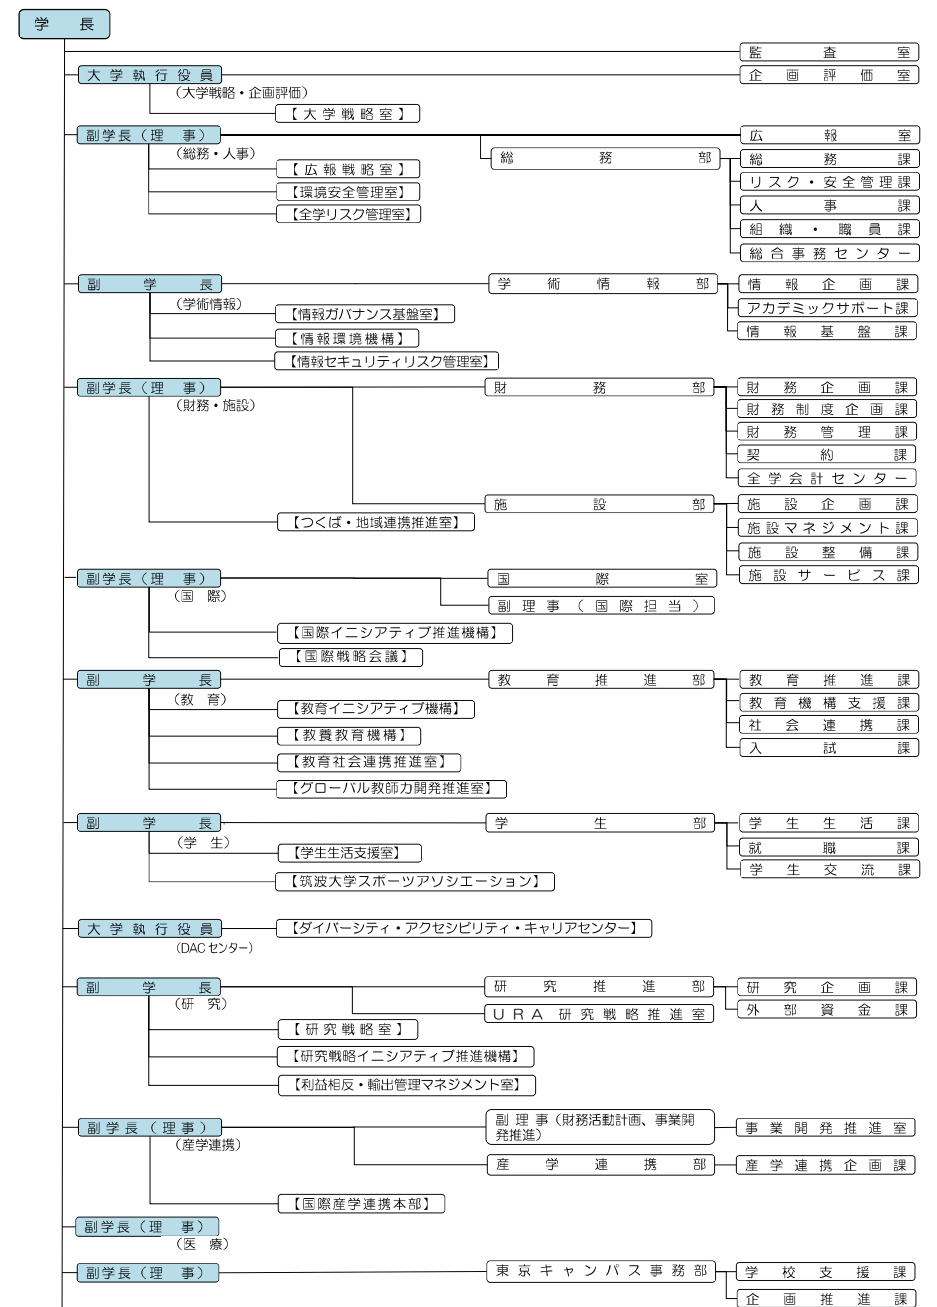 学長
監査室
大学執行役員
企画評価室
（大学戦略・企画評価）
【大学戦略室】
副学長（理事）
広報室
（総務・人事）
総務部
総務課
【広報戦略室】
リスク・安全管理課
【環境安全管理室】
人事課
【全学リスク管理室】
組織・職員課
総合事務センター
副学長
学術情報部
情報企画課
（学術情報）
アカデミックサポート課
【情報ガバナンス基盤室】
情報基盤課
【情報環境機構】
【情報セキュリティリスク管理室】
副学長（理事）
財務部
財務企画課
（財務・施設）
財務制度企画課
財務管理課
契約課
全学会計センター
施設部
施設企画課
【つくば・地域連携推進室】
施設マネジメント課
施設整備課
施設サービス課
副学長（理事）
国際室
（国際）
副理事（国際担当）
【国際イニシアティブ推進機構】
【国際戦略会議】
副学長
教育推進部
教育推進課
（教育）
教育機構支援課
【教育イニシアティブ機構】
社会連携課
【教養教育機構】
入試課
【教育社会連携推進室】
【グローバル教師力開発推進室】
副学長
学生部
学生生活課
（学生）
就職課
【学生生活支援室】
学生交流課
【筑波大学スポーツアソシエーション】
大学執行役員
【ダイバーシティ・アクセシビリティ・キャリアセンター】
（DACセンター）
副学長
研究推進部
研究企画課
（研究）
URA研究戦略推進室
外部資金課
【研究戦略室】
【研究戦略イニシアティブ推進機構】
【利益相反・輸出管理マネジメント室】
副学長（理事）
副理事（財務活動計画、事業開
発推進）
事業開発推進室
（産学連携）
産学連携部
産学連携企画課
【国際産学連携本部】
副学長（理事）
（医療）
副学長（理事）
東京キャンパス事務部
学校支援課
企画推進課